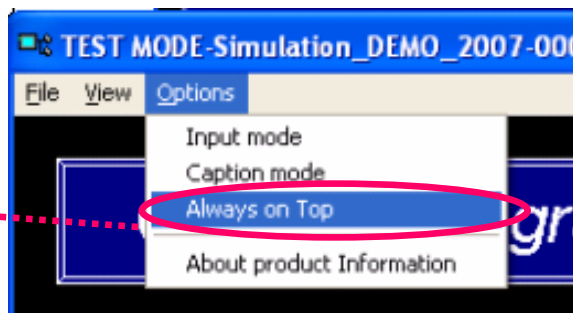 TEST MODE-Simulation_DEMO_2007-00
File View Options
Input mode
Caption mode
Always on Top
About product Information